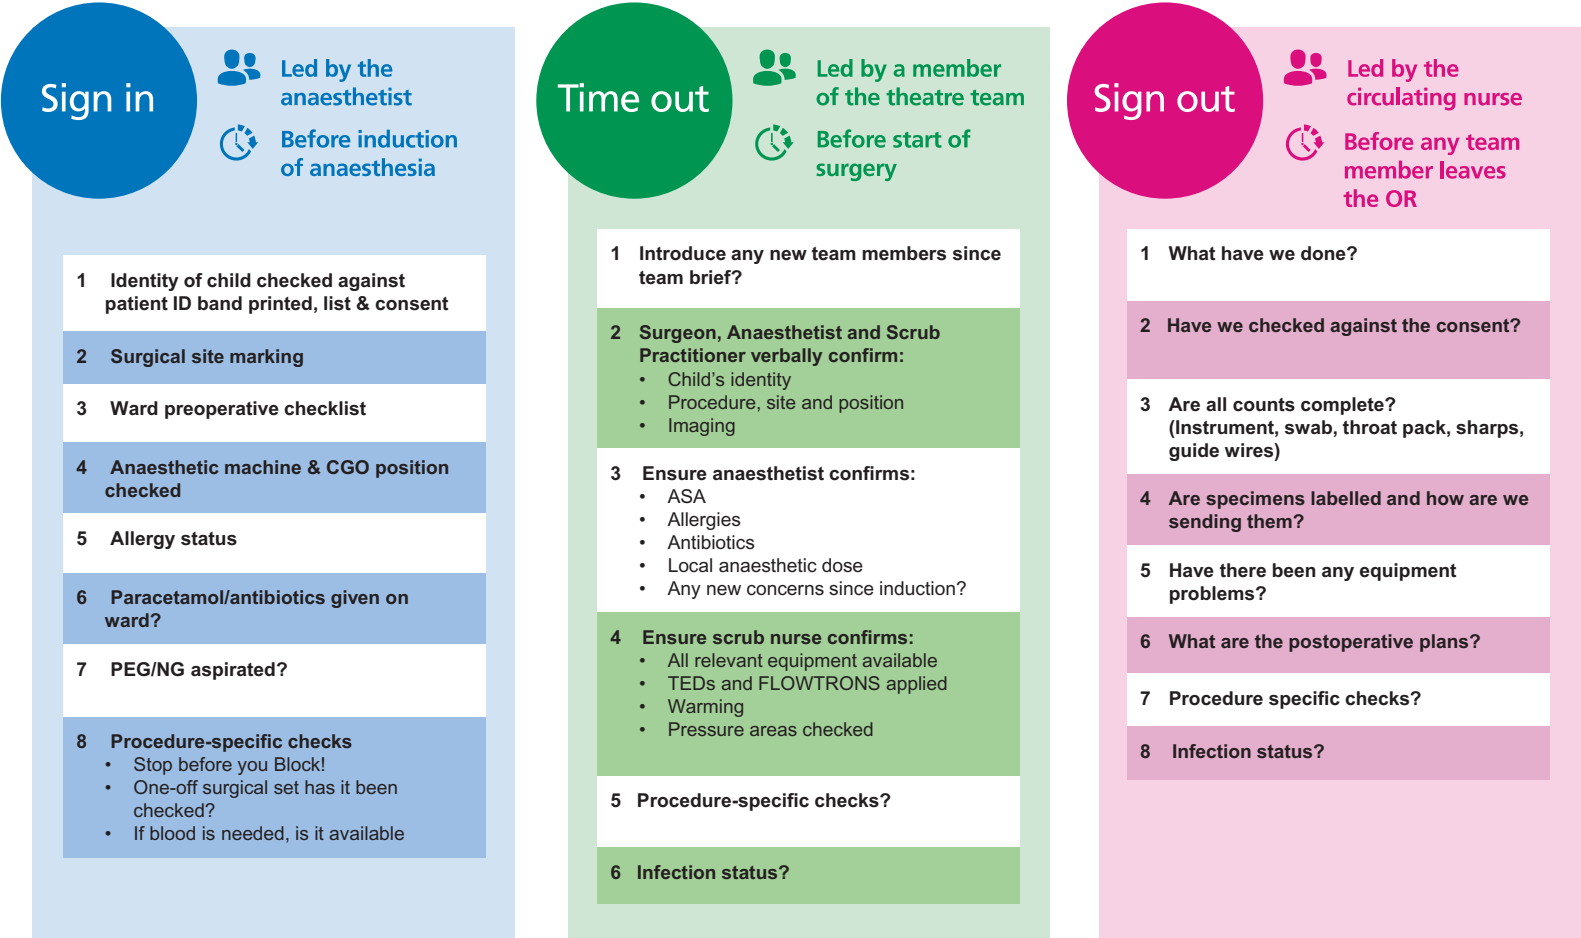 Sign in
Led by the
anaesthetist
Before induction
of anaesthesia
1 Identity of child checked against
patient ID band printed, list & consent
2 Surgical site marking
3 Ward preoperative checklist
4 Anaesthetic machine & CGO position
checked
5 Allergy status
6 Paracetamol/antibiotics given on
ward?
7 PEG/NG aspirated?
8 Procedure-specific checks
• Stop before you Block!
• One-off surgical set has it been
checked?
• If blood is needed, is it available
Time out
Led by a member
of the theatre team
Before start of
surgery
1 Introduce any new team members since
team brief?
2 Surgeon, Anaesthetist and Scrub
Practitioner verbally confirm:
• Child's identity
• Procedure, site and position
• Imaging
3 Ensure anaesthetist confirms:
• ASA
• Allergies
• Antibiotics
• Local anaesthetic dose
• Any new concerns since induction?
4 Ensure scrub nurse confirms:
• All relevant equipment available
• TEDs and FLOWTRONS applied
• Warming
• Pressure areas checked
5 Procedure-specific checks?
6 Infection status?
Sign out
Led by the
circulating nurse
Before any team
member leaves
the OR
1 What have we done?
2 Have we checked against the consent?
3 Are all counts complete?
(Instrument, swab, throat pack, sharps,
guide wires)
4 Are specimens labelled and how are we
sending them?
5 Have there been any equipment
problems?
6 What are the postoperative plans?
7 Procedure specific checks?
8 Infection status?